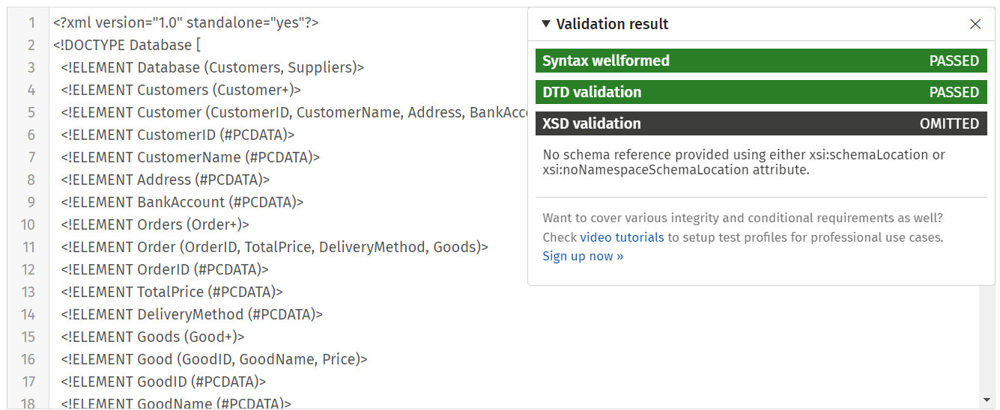 1 <?xml version="1.0" standalone="yes"?>
2 <!DOCTYPE Database [
3 <!ELEMENT Database (Customers, Suppliers)>
4 <!ELEMENT Customers (Customer+)>
5 <!ELEMENT Customer (CustomerID, CustomerName, Address, BankAcco
6 <!ELEMENT CustomerID (#PCDATA)>
7 <!ELEMENT CustomerName (#PCDATA)>
8 <!ELEMENT Address (#PCDATA)>
9 <!ELEMENT BankAccount (#PCDATA)>
10 <!ELEMENT Orders (Order+)>
11 <!ELEMENT Order (OrderID, TotalPrice, DeliveryMethod, Goods)>
12 <!ELEMENT OrderID (#PCDATA)>
13 <!ELEMENT TotalPrice (#PCDATA)>
14 <!ELEMENT DeliveryMethod (#PCDATA)>
15 <!ELEMENT Goods (Good+)>
16 <!ELEMENT Good (GoodID, GoodName, Price)>
17 <!ELEMENT GoodID (#PCDATA)>
18 <!ELEMENT GoodName (#PCDATA)>
▼ Validation result ×
Syntax wellformed PASSED
DTD validation PASSED
XSD validation OMITTED
No schema reference provided using either xsi:schemaLocation or
xsi:noNamespaceSchemaLocation attribute.
Want to cover various integrity and conditional requirements as well?
Check video tutorials to setup test profiles for professional use cases.
Sign up now »